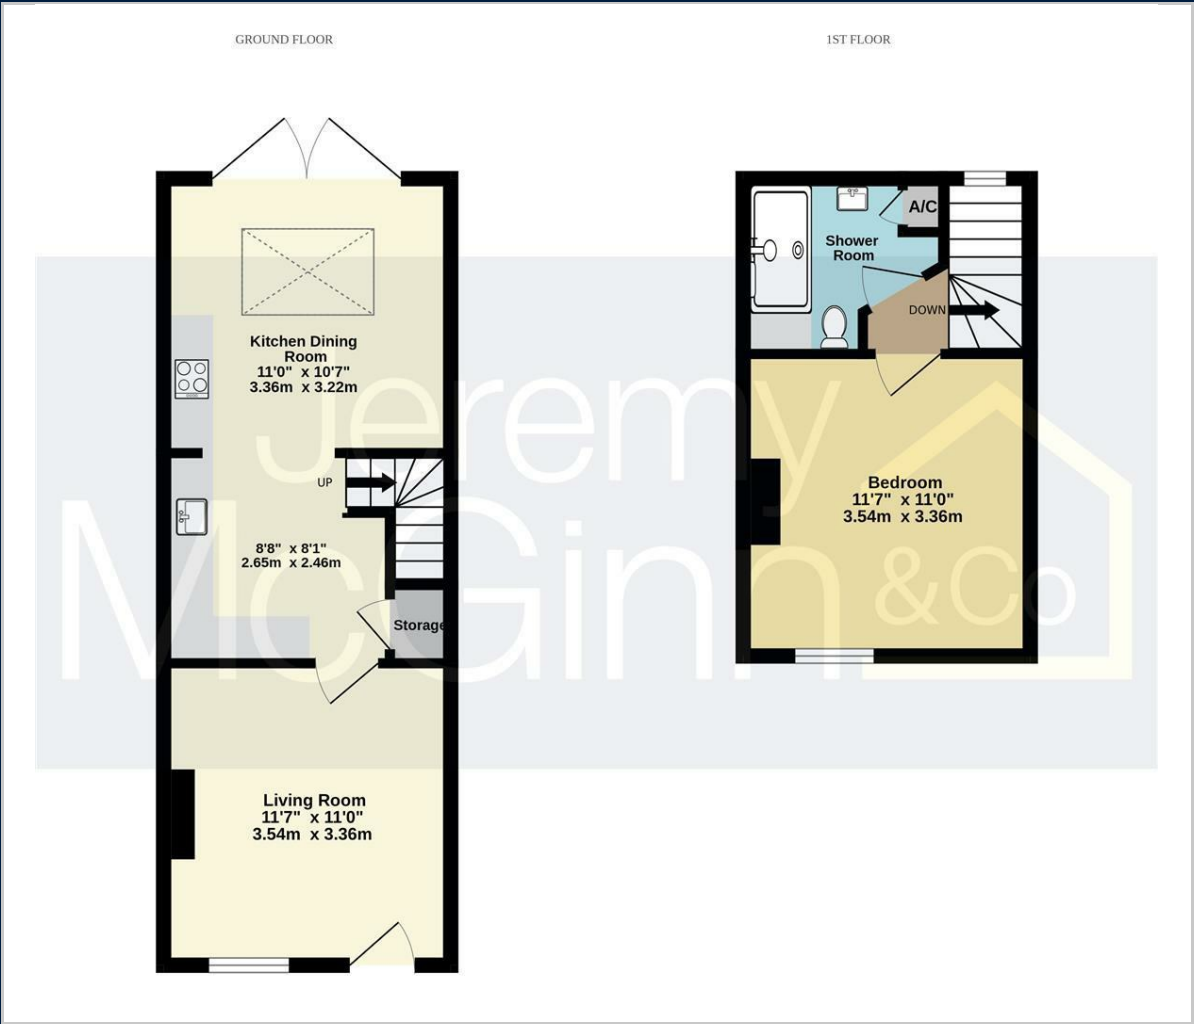 GROUND FLOOR
1ST FLOOR
A/C
Shower
Room
DOWN
Kitchen Dining
Room
11'0" x 10'7"
3.36m x 3.22m
Jeremy
McGinn
&Co
UP
8'8" x 8'1"
2.65m x 2.46m
Storage
Bedroom
11'7" x 11'0"
3.54m x 3.36m
Living Room
11'7" x 11'0"
3.54m x 3.36m